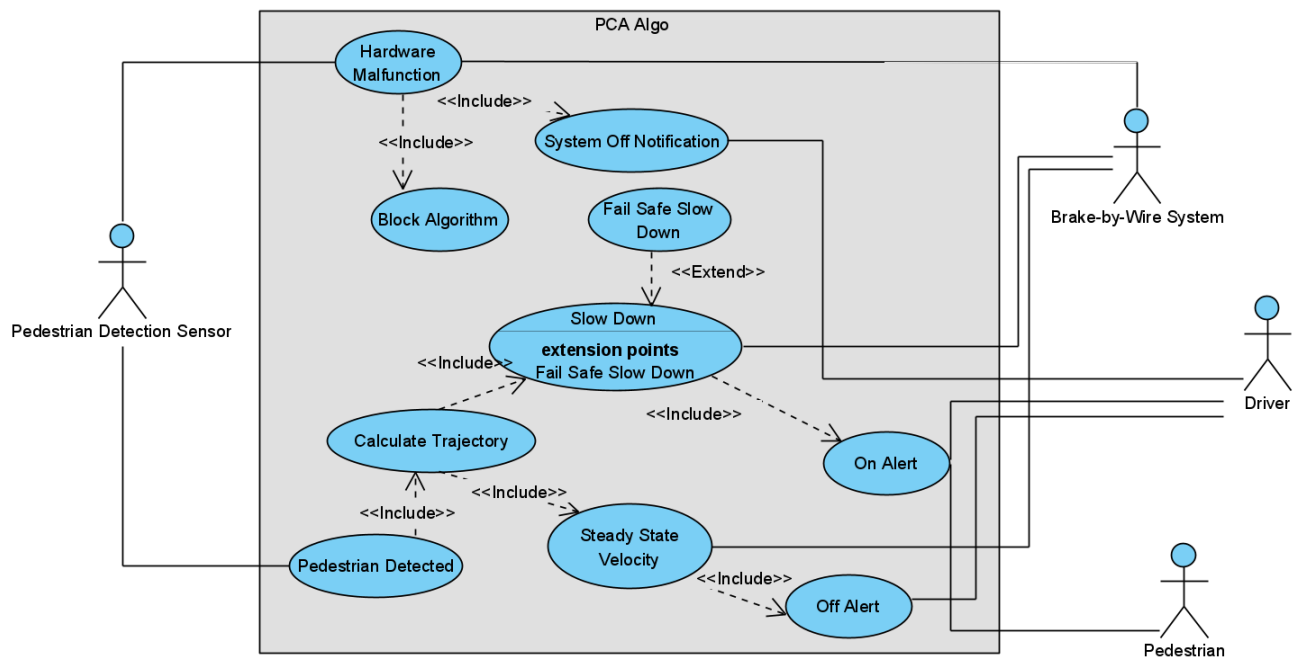 PCA Algo
Hardware
Malfunction
<<Include>>
<<Include>>
System Off Notification
Block Algorithm
Fail Safe Slow
Down
Brake-by-Wire System
<<Extend>>
Pedestrian Detection Sensor
Slow Down
extension points
Fail Safe Slow Down
<<Include>>
<<Include>>
Driver
Calculate Trajectory
On Alert
<<Include>>
<<Include>>
Steady State
Velocity
Pedestrian Detected
<<Include>>
Off Alert
Pedestrian